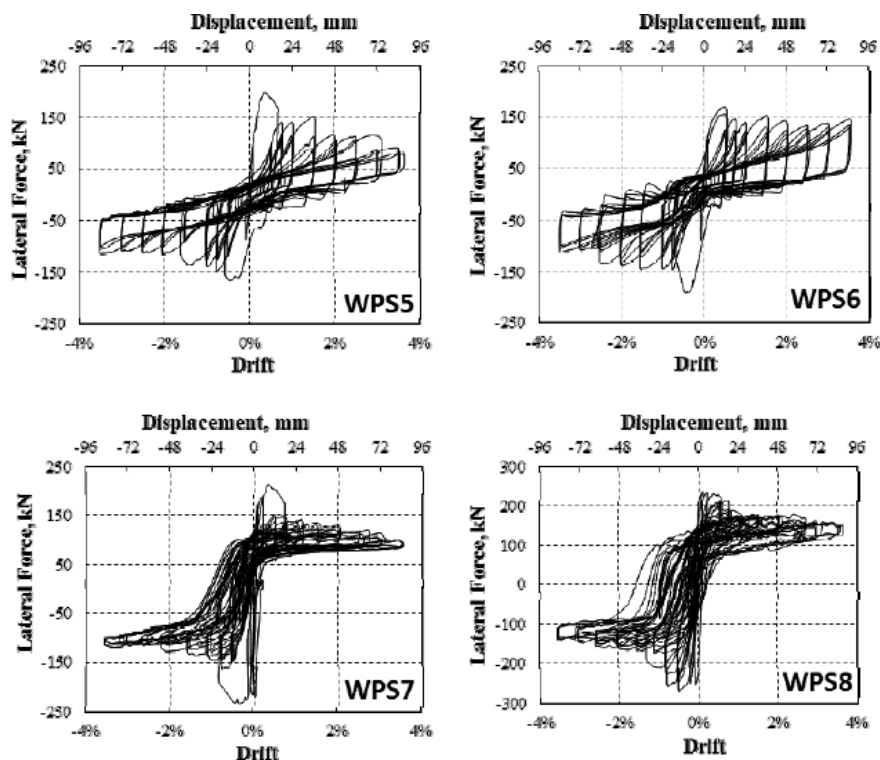 Displacement, mm
-96 -72 -48 -24 0 24 48 72 96
250
150
50
-50
-150
-250
Lateral Force, kN
WPS5
-4% -2% 0% 2% 4%
Drift
Displacement, mm
-96 -72 -48 -24 0 24 48 72 96
250
150
50
-50
-150
-250
Lateral Force, kN
WPS6
-4% -2% 0% 2% 4%
Drift
Displacement, mm
-96 -72 -48 -24 0 24 48 72 96
250
150
50
-50
-150
-250
Lateral Force, kN
WPS7
-4% -2% 0% 2% 4%
Drift
Displacement, mm
-96 -72 -48 -24 0 24 48 72 96
300
200
100
0
-100
-200
-300
Lateral Force, kN
WPS8
-4% -2% 0% 2% 4%
Drift